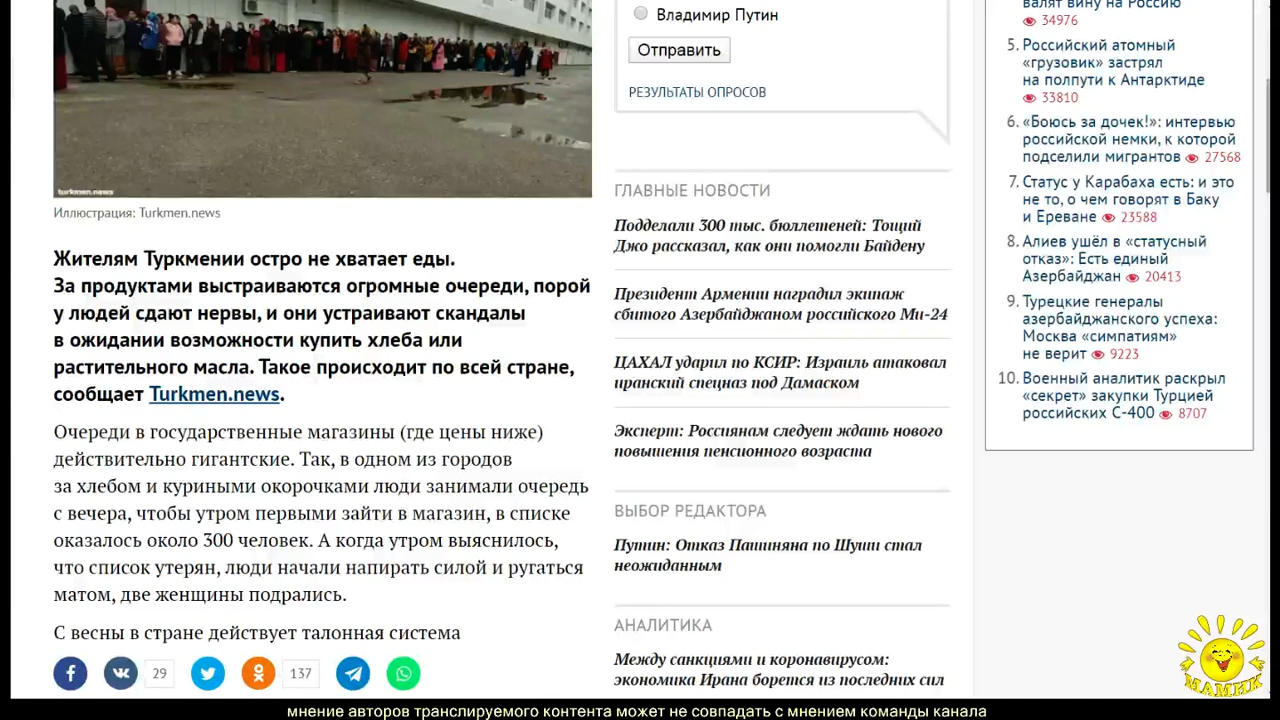 turkmen.news
Иллюстрация: Turkmen.news
Жителям Туркмении остро не хватает еды.
За продуктами выстраиваются огромные очереди, порой
у людей сдают нервы, и они устраивают скандалы
в ожидании возможности купить хлеба или
растительного масла. Такое происходит по всей стране,
сообщает Turkmen.news.
Очереди в государственные магазины (где цены ниже)
действительно гигантские. Так, в одном из городов
за хлебом и куриными окорочками люди занимали очередь
с вечера, чтобы утром первыми зайти в магазин, в списке
оказалось около 300 человек. А когда утром выяснилось,
что список утерян, люди начали напирать силой и ругаться
матом, две женщины подрались.
С весны в стране действует талонная система
29
137
Владимир Путин
Отправить
РЕЗУЛЬТАТЫ ОПРОСОВ
ГЛАВНЫЕ НОВОСТИ
Подделали 300 тыс. бюллетеней: Тощий
Джо рассказал, как они помогли Байдену
Президент Армении наградил экипаж
сбитого Азербайджаном российского Ми-24
ЦАХАЛ ударил по КСИР: Израиль атаковал
иранский спецназ под Дамаском
Эксперт: Россиянам следует ждать нового
повышения пенсионного возраста
ВЫБОР РЕДАКТОРА
Путин: Отказ Пашиняна по Шуши стал
неожиданным
АНАЛИТИКА
Между санкциями и коронавирусом:
экономика Ирана борется из последних сил
валят вину на Россию
34976
5. Российский атомный
«грузовик» застрял
на полпути к Антарктиде
33810
6. «Боюсь за дочек!»: интервью
российской немки, к которой
подселили мигрантов 27568
7. Статус у Карабаха есть: и это
не то, о чем говорят в Баку
и Ереване 23588
8. Алиев ушёл в «статусный
отказ»: Есть единый
Азербайджан 20413
9. Турецкие генералы
азербайджанского успеха:
Москва «симпатиям»
не верит 9223
10. Военный аналитик раскрыл
«секрет» закупки Турцией
российских С-400 8707
МАМИК
мнение авторов транслируемого контента может не совпадать с мнением команды канала